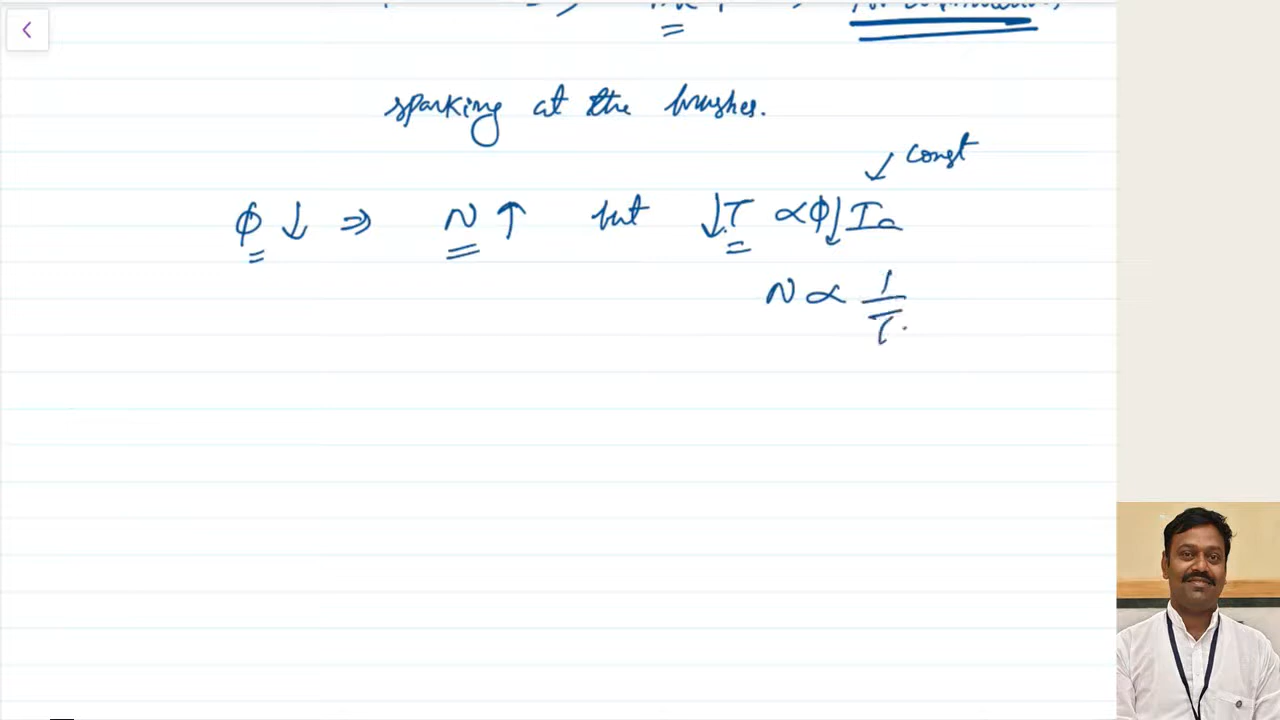 sparking at the brushes.
const
ϕ ↓ ⇒ N ↑ but ↓T ∝ϕ↓Ia
N ∝ 1/T